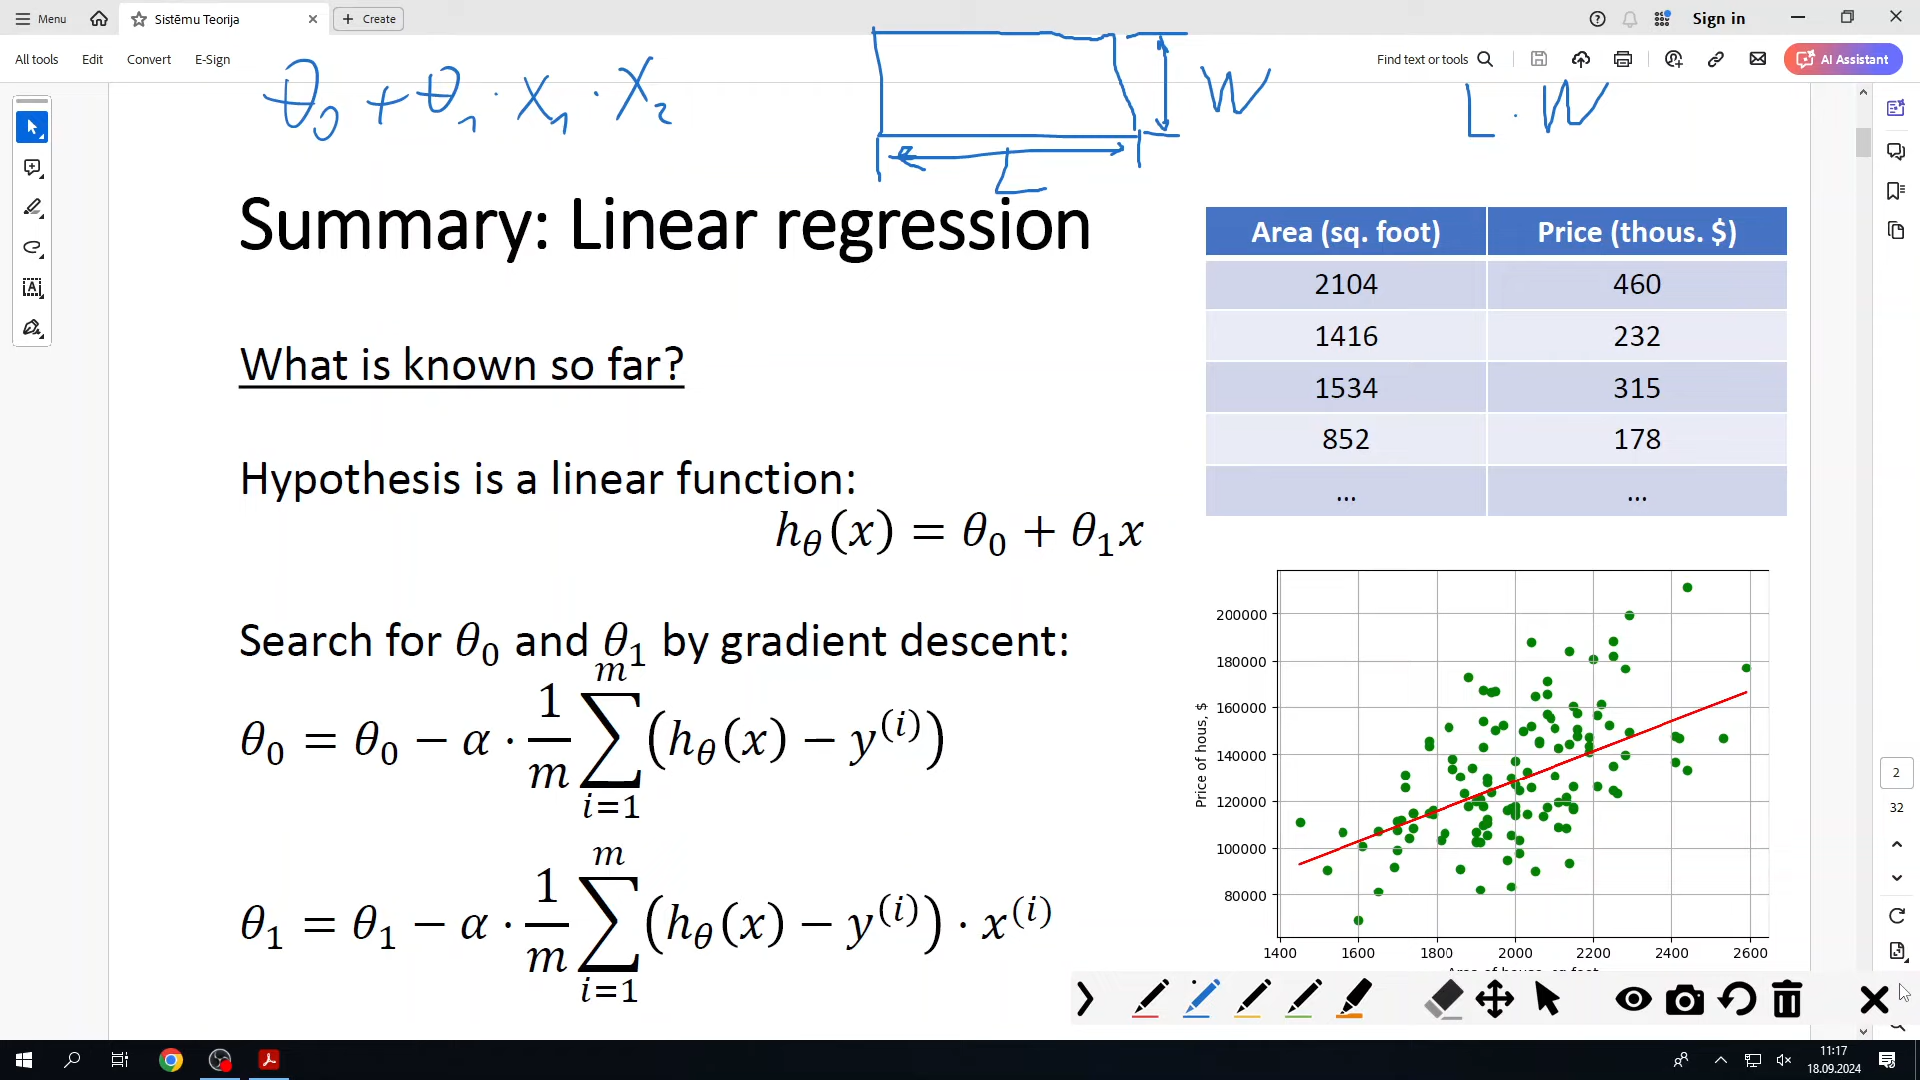 Menu
Sistēmu Teorija
Create
Sign in
All tools
Edit
Convert
E-Sign
Find text or tools
AI Assistant
θ₀ + θ₁ · x₁ · x₂
W
L
L · W
Summary: Linear regression
What is known so far?
Hypothesis is a linear function:
h_θ(x) = θ₀ + θ₁x
Search for θ₀ and θ₁ by gradient descent:
θ₀ = θ₀ − α · 1/m ∑_{i=1}^{m} (h_θ(x) − y^(i))
θ₁ = θ₁ − α · 1/m ∑_{i=1}^{m} (h_θ(x) − y^(i)) · x^(i)
Area (sq. foot) Price (thous. $)
2104 460
1416 232
1534 315
852 178
... ...
Price of hous, $
200000
180000
160000
140000
120000
100000
80000
1400 1600 1800 2000 2200 2400 2600
2
32
11:17
18.09.2024